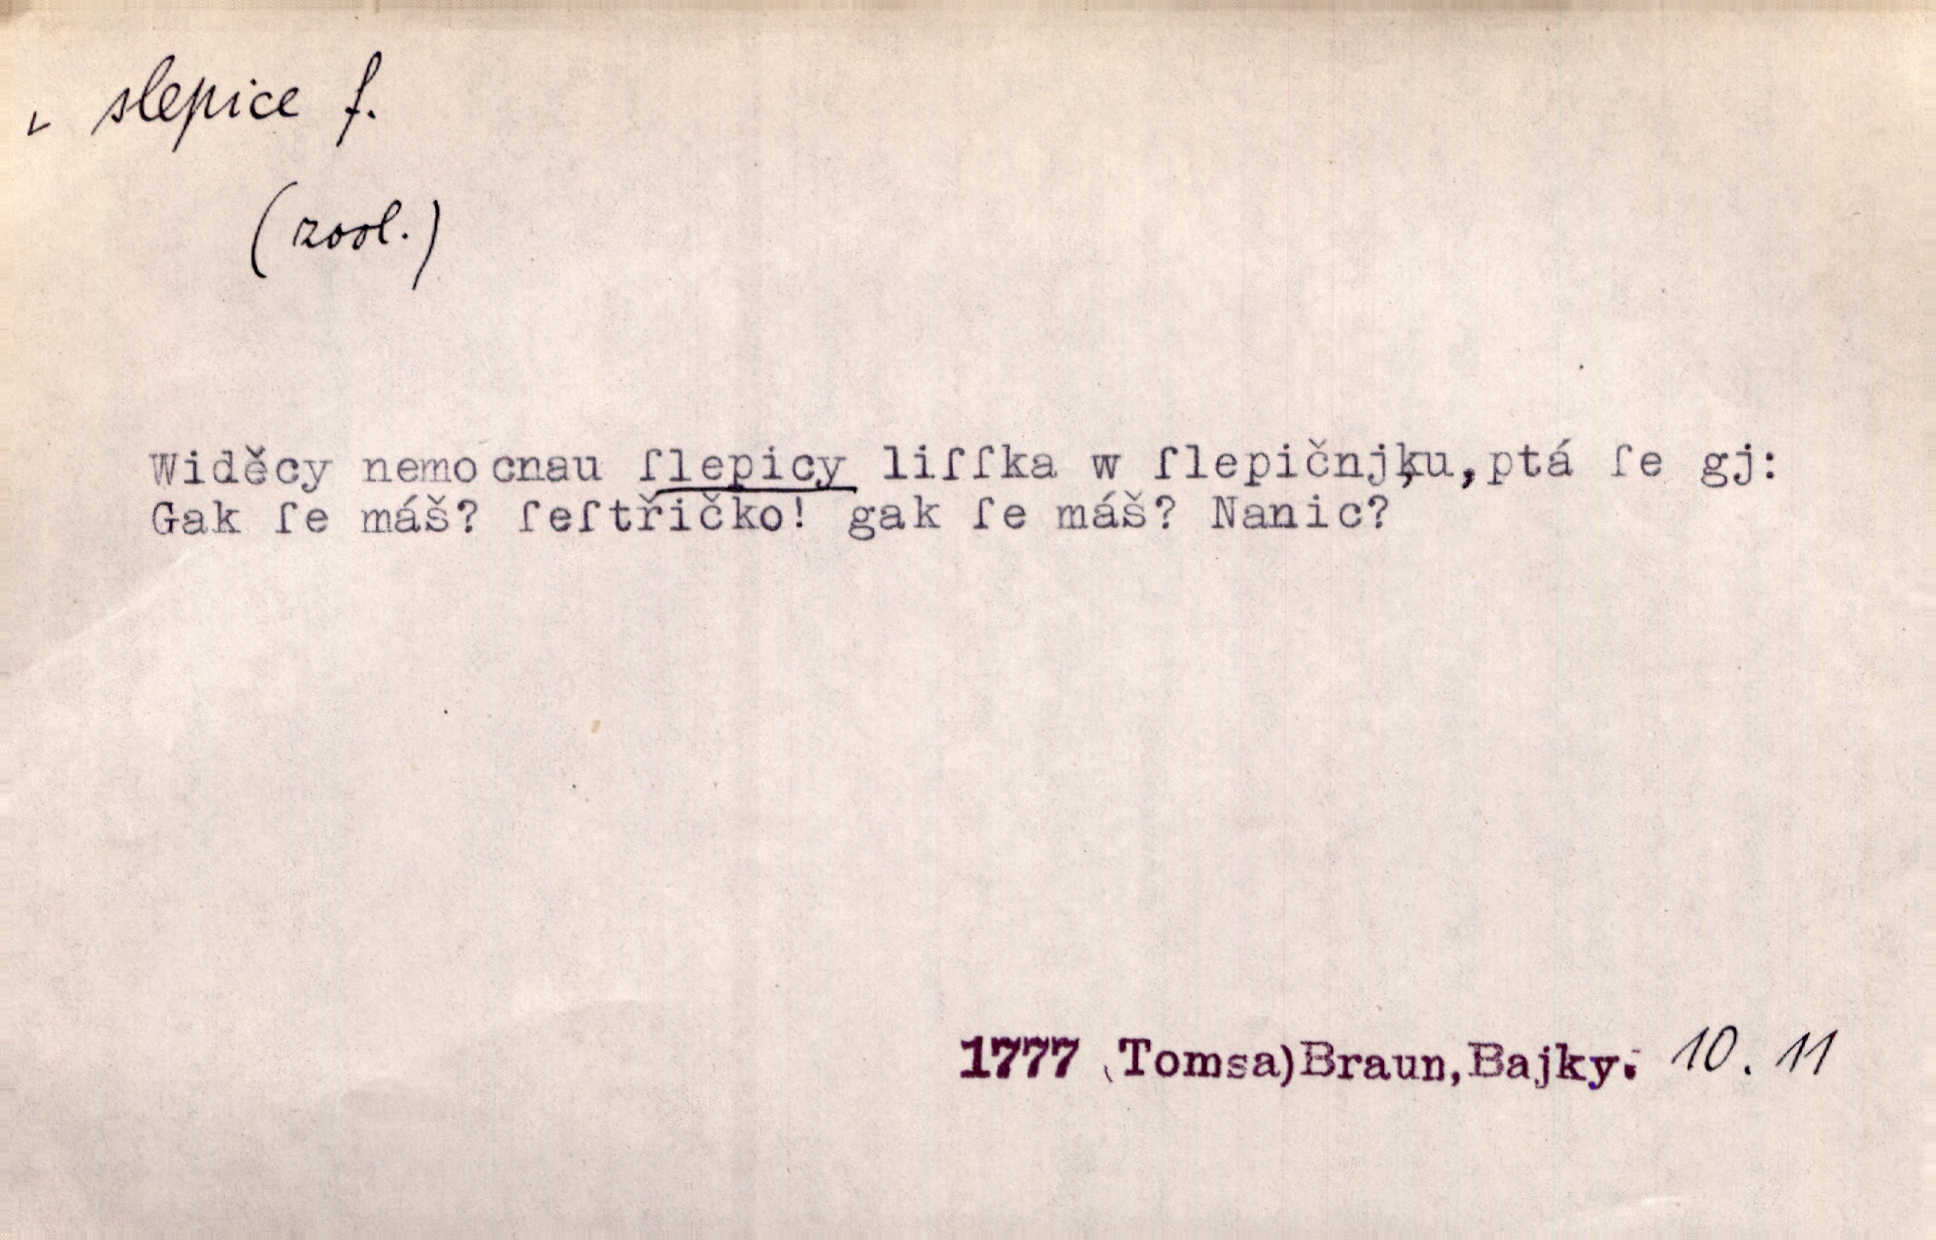 slepice f.
(zool.)
Widěcy nemocnau ſlepicy liſſka w ſlepičnjku, ptá ſe gj:
Gak ſe máš? ſeſtřičko! gak ſe máš? Nanic?
1777 (Tomsa)Braun,Bajky. 10. 11